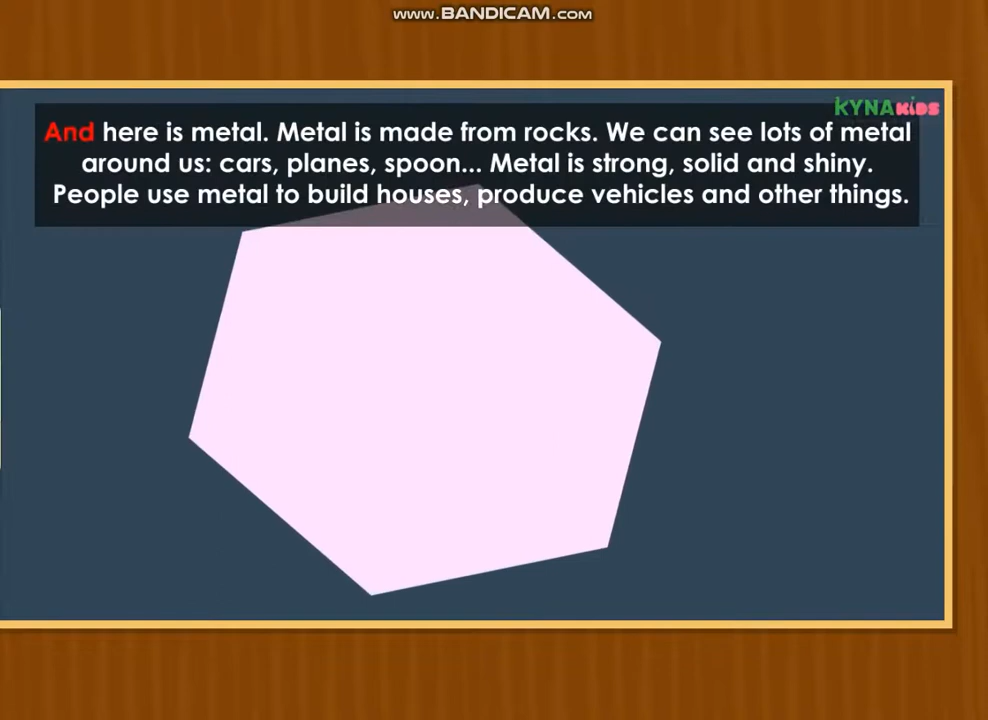 www.BANDICAM.com
KYNAKIDS
And here is metal. Metal is made from rocks. We can see lots of metal
around us: cars, planes, spoon... Metal is strong, solid and shiny.
People use metal to build houses, produce vehicles and other things.